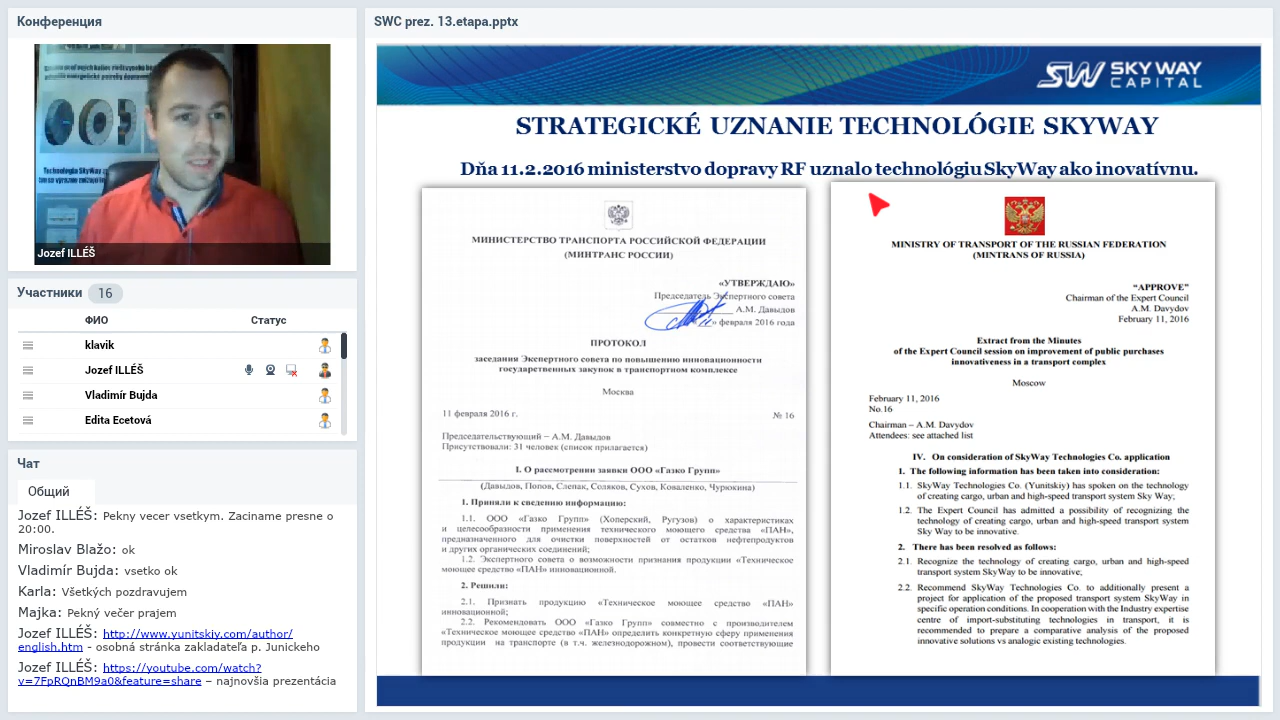 Конференция
Jozef ILLÉŠ
Участники 16
ФИО Статус
klavik
Jozef ILLÉŠ
Vladimír Bujda
Edita Ecetová
Чат
Общий
Jozef ILLÉŠ: Pekny vecer vsetkym. Zaciname presne o
20:00.
Miroslav Blažo: ok
Vladimír Bujda: vsetko ok
Karla: Všetkých pozdravujem
Majka: Pekný večer prajem
Jozef ILLÉŠ: http://www.yunitskiy.com/author/
english.htm - osobná stránka zakladateľa p. Junickeho
Jozef ILLÉŠ: https://youtube.com/watch?
v=7FpRQnBM9a0&feature=share – najnovšia prezentácia
SWC prez. 13.etapa.pptx
SW SKY WAY
CAPITAL
STRATEGICKÉ UZNANIE TECHNOLÓGIE SKYWAY
Dňa 11.2.2016 ministerstvo dopravy RF uznalo technológiu SkyWay ako inovatívnu.
МИНИСТЕРСТВО ТРАНСПОРТА РОССИЙСКОЙ ФЕДЕРАЦИИ
(МИНТРАНС РОССИИ)
«УТВЕРЖДАЮ»
Председатель Экспертного совета
А.М. Давыдов
февраля 2016 года
ПРОТОКОЛ
заседания Экспертного совета по повышению инновационности
государственных закупок в транспортном комплексе
Москва
11 февраля 2016 г. № 16
Председательствующий – А.М. Давыдов
Присутствовали: 31 человек (список прилагается)
I. О рассмотрении заявки ООО «Газко Групп»
(Давыдов, Попов, Слепак, Соляков, Сухов, Коваленко, Чурюкина)
1. Приняли к сведению информацию:
1.1. ООО «Газко Групп» (Хоперский, Ругузов) о характеристиках
и целесообразности применения технического моющего средства «ПАН»,
предназначенного для очистки поверхностей от остатков нефтепродуктов
и других органических соединений;
1.2. Экспертного совета о возможности признания продукции «Техническое
моющее средство «ПАН» инновационной.
2. Решили:
2.1. Признать продукцию «Техническое моющее средство «ПАН»
инновационной;
2.2. Рекомендовать ООО «Газко Групп» совместно с производителем
«Техническое моющее средство «ПАН» определить конкретную сферу применения
продукции на транспорте (в т.ч. железнодорожном), провести соответствующие
MINISTRY OF TRANSPORT OF THE RUSSIAN FEDERATION
(MINTRANS OF RUSSIA)
“APPROVE”
Chairman of the Expert Council
A.M. Davydov
February 11, 2016
Extract from the Minutes
of the Expert Council session on improvement of public purchases
innovativeness in a transport complex
Moscow
February 11, 2016
No.16
Chairman – A.M. Davydov
Attendees: see attached list
IV. On consideration of SkyWay Technologies Co. application
1. The following information has been taken into consideration:
1.1. SkyWay Technologies Co. (Yunitskiy) has spoken on the technology
of creating cargo, urban and high-speed transport system Sky Way;
1.2. The Expert Council has admitted a possibility of recognizing the
technology of creating cargo, urban and high-speed transport system
Sky Way to be innovative.
2. There has been resolved as follows:
2.1. Recognize the technology of creating cargo, urban and high-speed
transport system SkyWay to be innovative;
2.2. Recommend SkyWay Technologies Co. to additionally present a
project for application of the proposed transport system SkyWay in
specific operation conditions. In cooperation with the Industry expertise
centre of import-substituting technologies in transport, it is
recommended to prepare a comparative analysis of the proposed
innovative solutions vs analogic existing technologies.